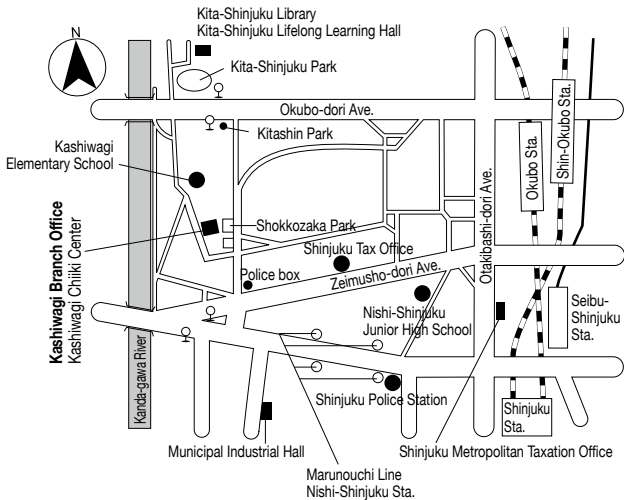 Kita-Shinjuku Library
Kita-Shinjuku Lifelong Learning Hall
N
Kita-Shinjuku Park
Okubo-dori Ave.
Kitashin Park
Kashiwagi
Elementary School
Shin-Okubo Sta.
Okubo Sta.
Otakibashi-dori Ave.
Kashiwagi Branch Office
Kashiwagi Chiiki Center
Shokkozaka Park
Shinjuku Tax Office
Zeimusho-dori Ave.
Police box
Nishi-Shinjuku
Junior High School
Seibu-
Shinjuku
Sta.
Kanda-gawa River
Shinjuku Police Station
Shinjuku
Sta.
Municipal Industrial Hall
Shinjuku Metropolitan Taxation Office
Marunouchi Line
Nishi-Shinjuku Sta.